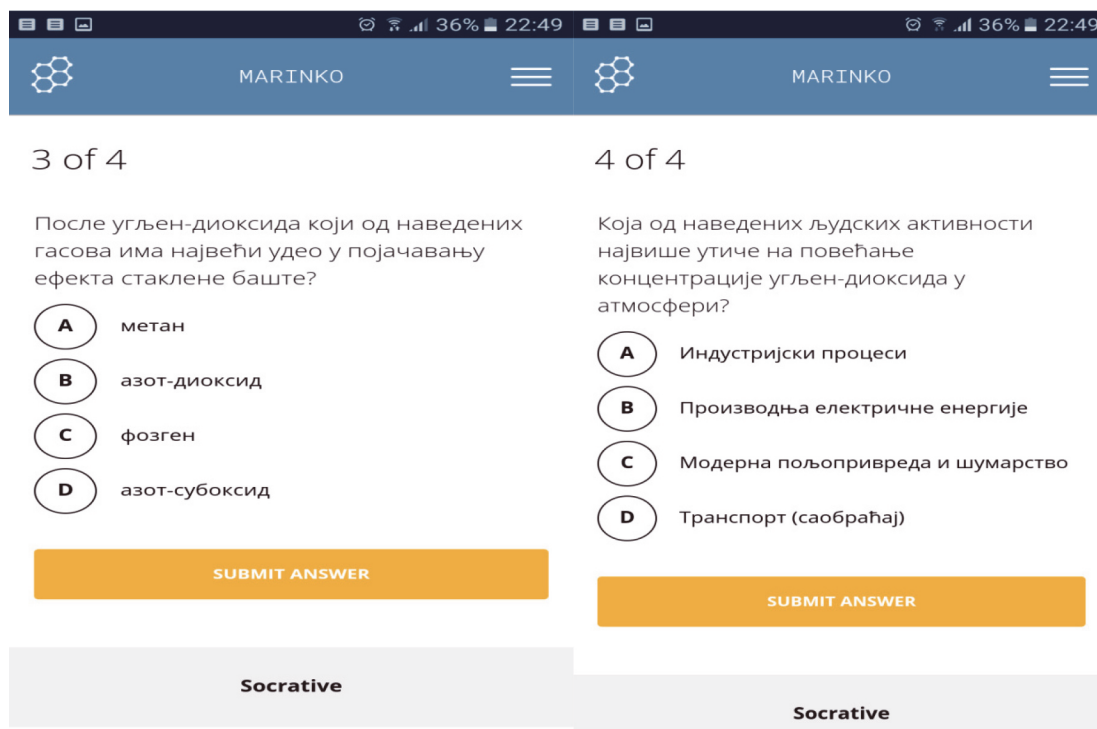 36% 22:49
MARINKO
3 of 4
После угљен-диоксида који од наведених
гасова има највећи удео у појачавању
ефекта стаклене баште?
A метан
B азот-диоксид
C фозген
D азот-субоксид
SUBMIT ANSWER
Socrative
36% 22:49
MARINKO
4 of 4
Која од наведених људских активности
највише утиче на повећање
концентрације угљен-диоксида у
атмосфери?
A Индустријски процеси
B Производња електричне енергије
C Модерна пољопривреда и шумарство
D Транспорт (саобраћај)
SUBMIT ANSWER
Socrative